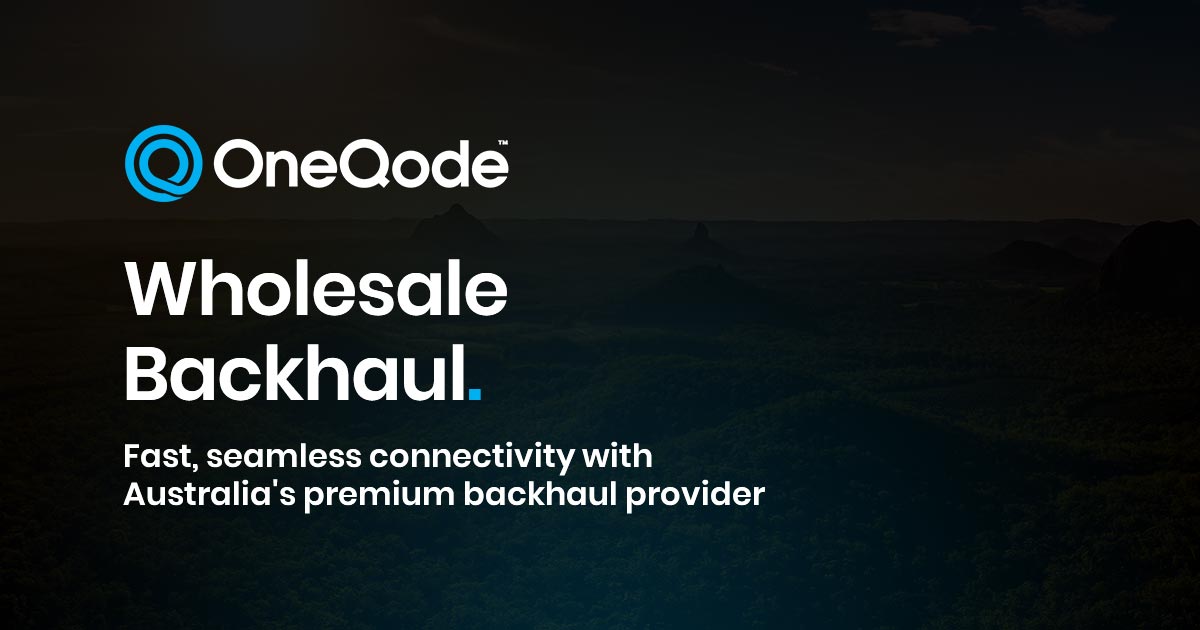 OneQode™
Wholesale
Backhaul.
Fast, seamless connectivity with
Australia's premium backhaul provider